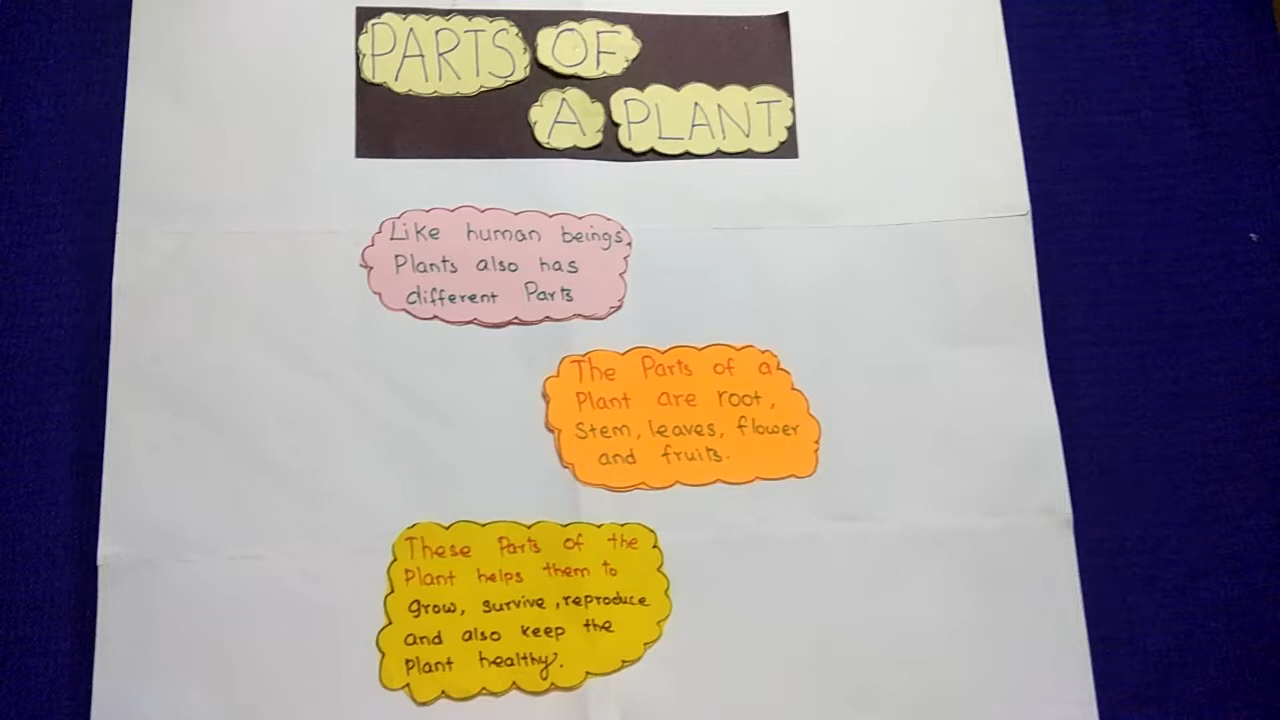 PARTS OF
A PLANT
Like human beings
Plants also has
different Parts
The Parts of a
Plant are root,
Stem, leaves, flower
and fruits.
These Parts of the
Plant helps them to
grow, survive, reproduce
and also keep the
Plant healthy.